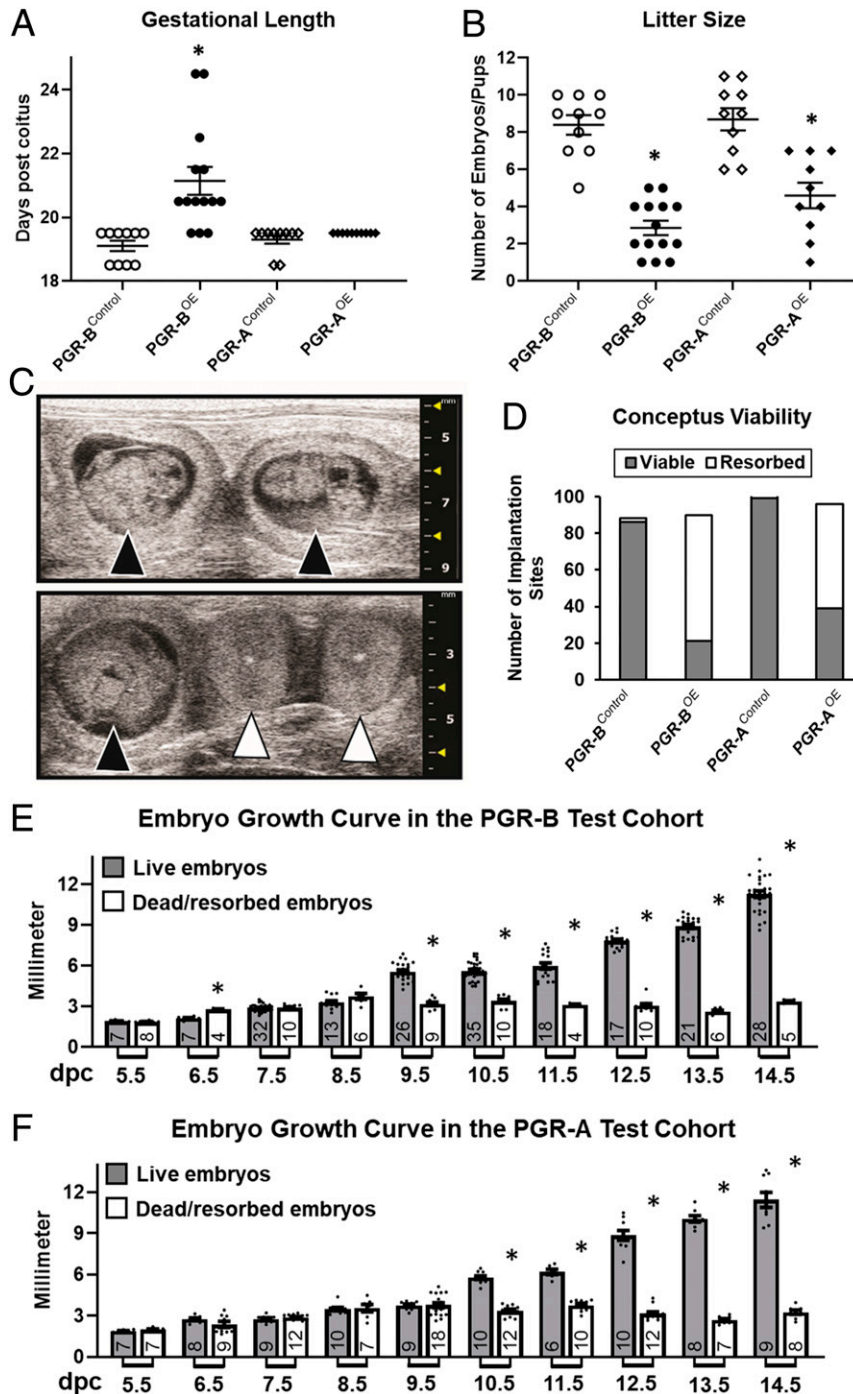 A Gestational Length
*
24
22
20
18
Days post coitus
PGR-B Control
PGR-B OE
PGR-A Control
PGR-A OE
B Litter Size
*
*
12
10
8
6
4
2
0
Number of Embryos/Pups
PGR-B Control
PGR-B OE
PGR-A Control
PGR-A OE
C
mm
5
7
9
mm
3
5
D Conceptus Viability
Viable Resorbed
100
80
60
40
20
0
Number of Implantation
Sites
PGR-B Control
PGR-B OE
PGR-A Control
PGR-A OE
E Embryo Growth Curve in the PGR-B Test Cohort
Live embryos
Dead/resorbed embryos
* * * * * * *
12
9
6
3
0
Millimeter
7 8 7 4 32 10 13 6 26 9 35 10 18 4 17 10 21 6 28 5
dpc 5.5 6.5 7.5 8.5 9.5 10.5 11.5 12.5 13.5 14.5
F Embryo Growth Curve in the PGR-A Test Cohort
Live embryos
Dead/resorbed embryos
* * * * *
12
9
6
3
0
Millimeter
7 7 8 9 9 12 10 7 9 18 10 12 6 10 10 12 8 7 9 8
dpc 5.5 6.5 7.5 8.5 9.5 10.5 11.5 12.5 13.5 14.5